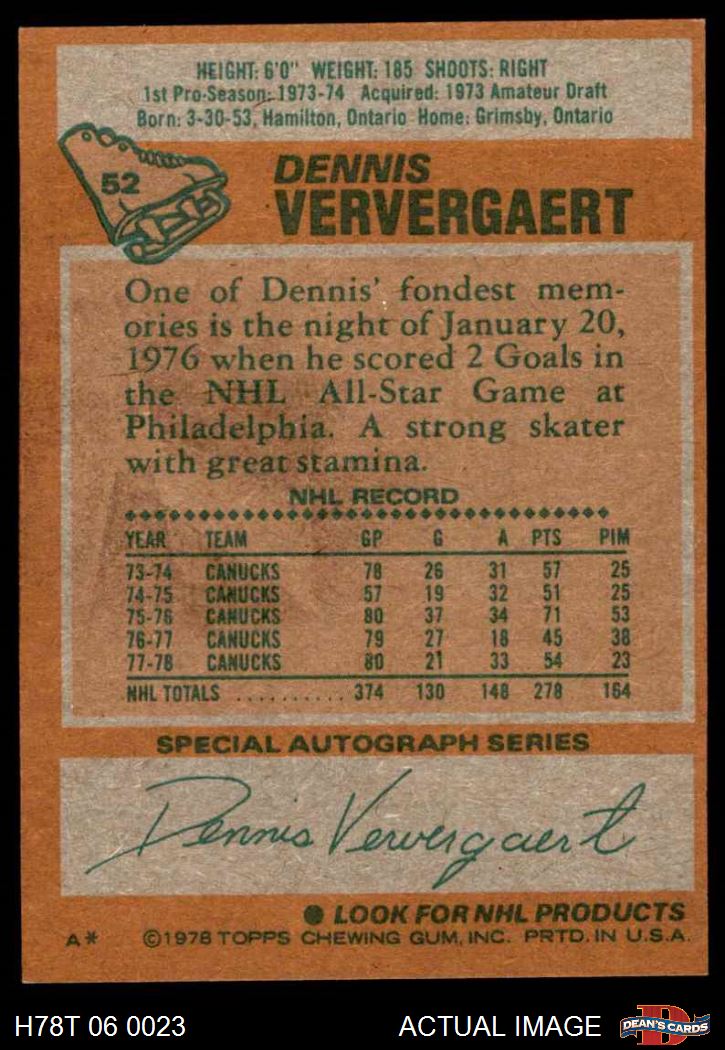 HEIGHT: 6'0" WEIGHT: 185 SHOOTS: RIGHT
1st Pro-Season: 1973-74 Acquired: 1973 Amateur Draft
Born: 3-30-53, Hamilton, Ontario Home: Grimsby, Ontario
52
DENNIS
VERVERGAERT
One of Dennis' fondest mem-
ories is the night of January 20,
1976 when he scored 2 Goals in
the NHL All-Star Game at
Philadelphia. A strong skater
with great stamina.
NHL RECORD
YEAR TEAM GP G A PTS PIM
73-74 CANUCKS 78 26 31 57 25
74-75 CANUCKS 57 19 32 51 25
75-76 CANUCKS 80 37 34 71 53
76-77 CANUCKS 79 27 18 45 38
77-78 CANUCKS 80 21 33 54 23
NHL TOTALS .......... 374 130 148 278 164
SPECIAL AUTOGRAPH SERIES
Dennis Ververgaert
LOOK FOR NHL PRODUCTS
A* ©1978 TOPPS CHEWING GUM, INC. PRTD. IN U.S.A.
H78T 06 0023 ACTUAL IMAGE D DEAN'S CARDS